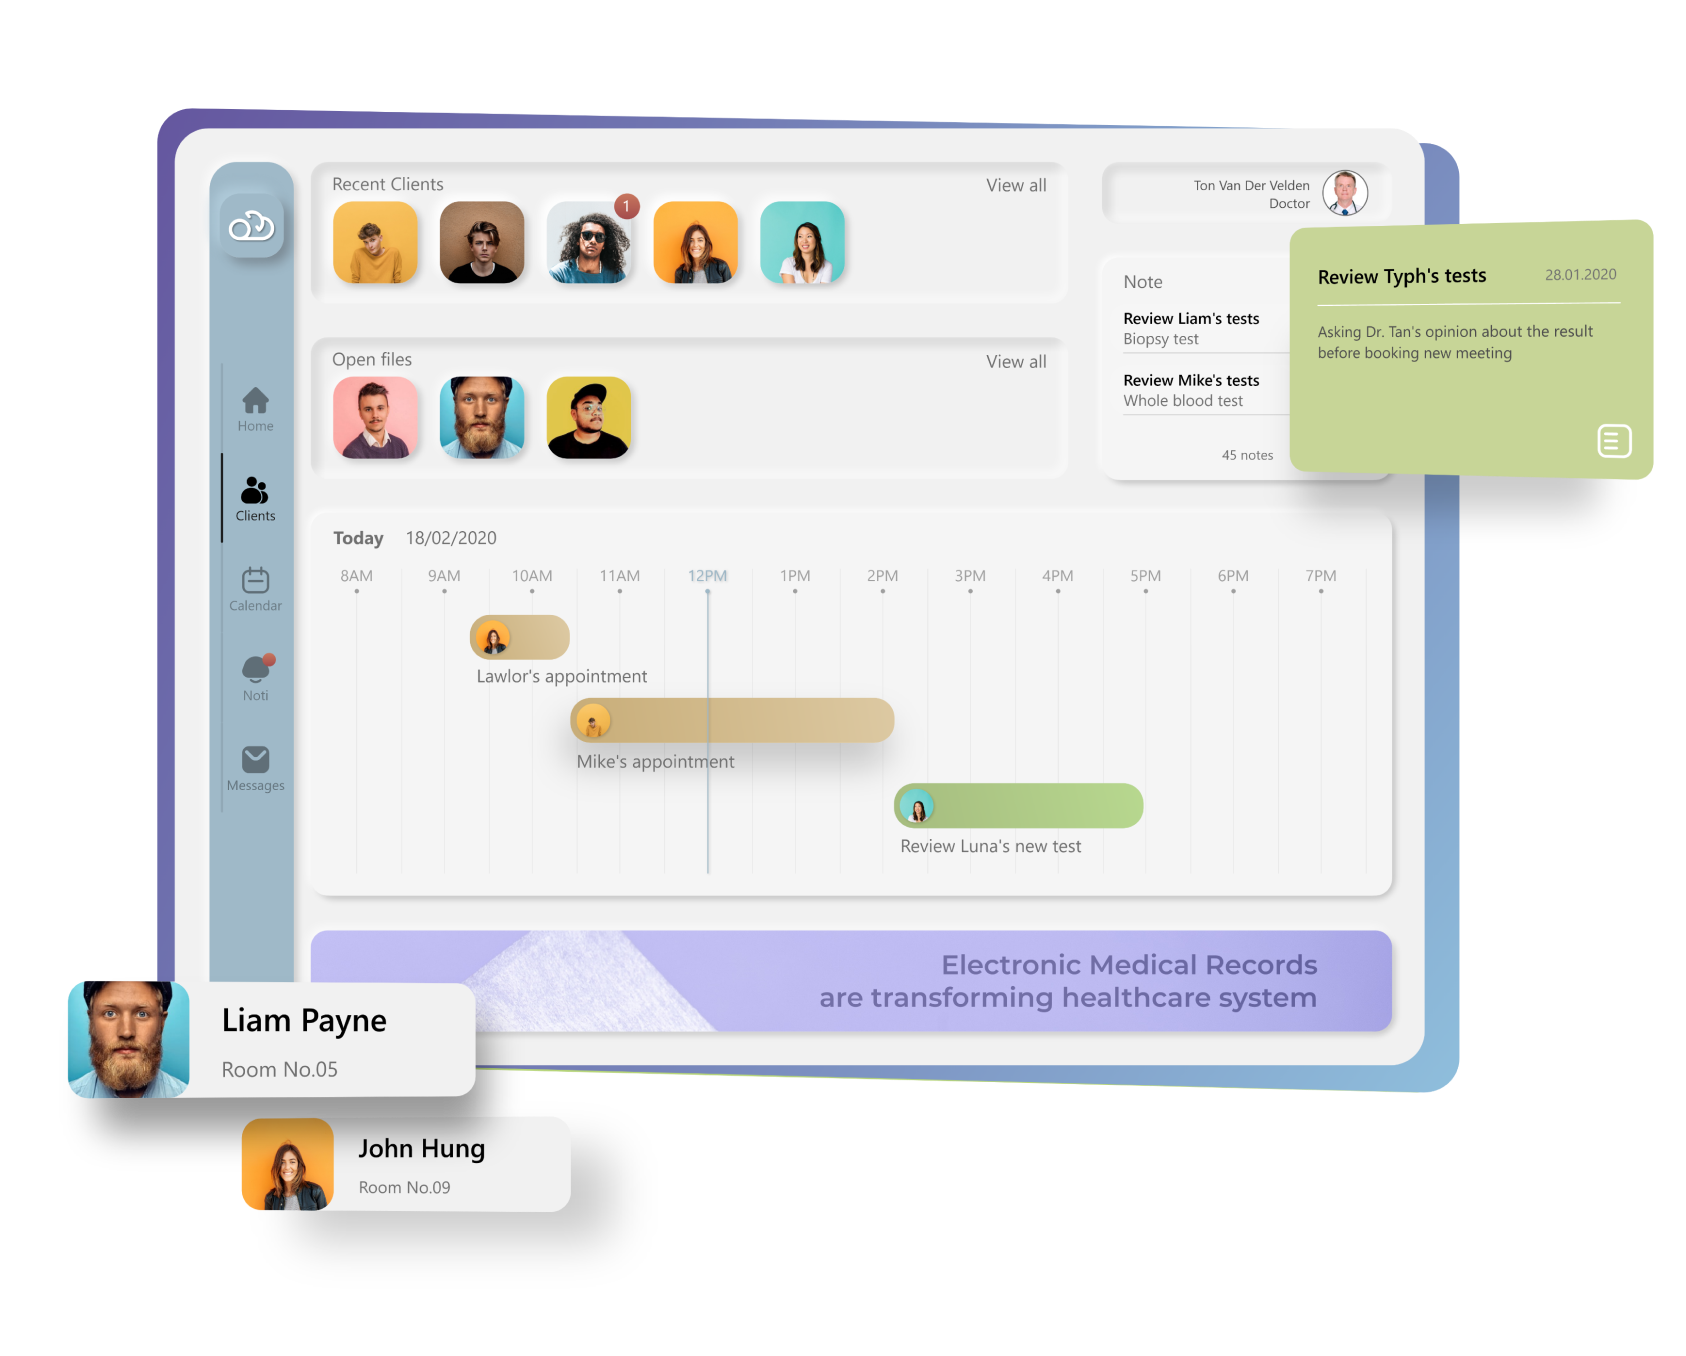 Recent Clients
View all
1
Ton Van Der Velden
Doctor
Open files
View all
Note
Review Liam's tests
Biopsy test
Review Mike's tests
Whole blood test
45 notes
Review Typh's tests
28.01.2020
Asking Dr. Tan's opinion about the result
before booking new meeting
Home
Clients
Calendar
Noti
Messages
Today 18/02/2020
8AM 9AM 10AM 11AM 12PM 1PM 2PM 3PM 4PM 5PM 6PM 7PM
Lawlor's appointment
Mike's appointment
Review Luna's new test
Electronic Medical Records
are transforming healthcare system
Liam Payne
Room No.05
John Hung
Room No.09